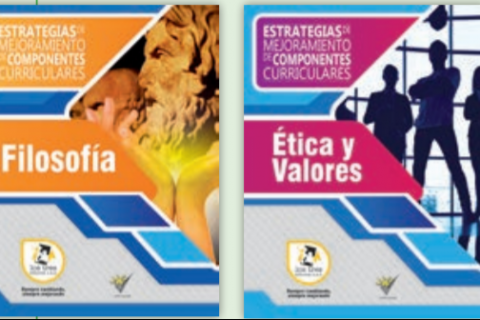 ESTRATEGIAS DE
MEJORAMIENTO
DE COMPONENTES
CURRICULARES
Filosofía
ESTRATEGIAS DE
MEJORAMIENTO
DE COMPONENTES
CURRICULARES
Ética y
Valores